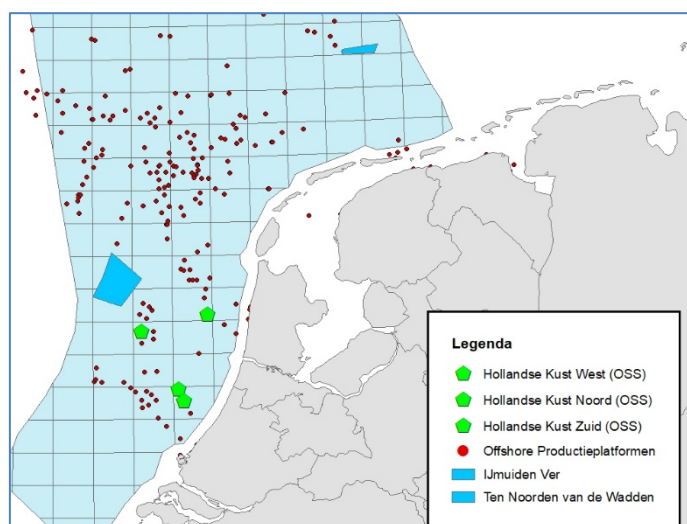 Legenda
Hollandse Kust West (OSS)
Hollandse Kust Noord (OSS)
Hollandse Kust Zuid (OSS)
Offshore Productieplatformen
IJmuiden Ver
Ten Noorden van de Wadden